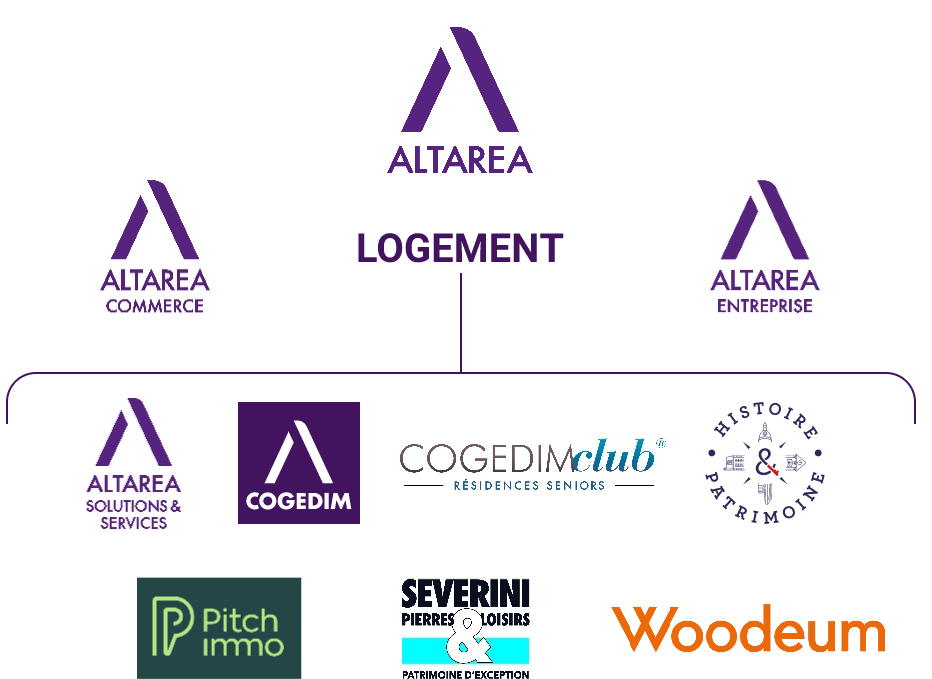 ALTAREA
LOGEMENT
ALTAREA
COMMERCE
ALTAREA
ENTREPRISE
ALTAREA
SOLUTIONS &
SERVICES
COGEDIM
COGEDIMclub
RÉSIDENCES SENIORS
HISTOIRE
&
PATRIMOINE
Pitch
immo
SEVERINI
PIERRES & LOISIRS
PATRIMOINE D'EXCEPTION
Woodeum